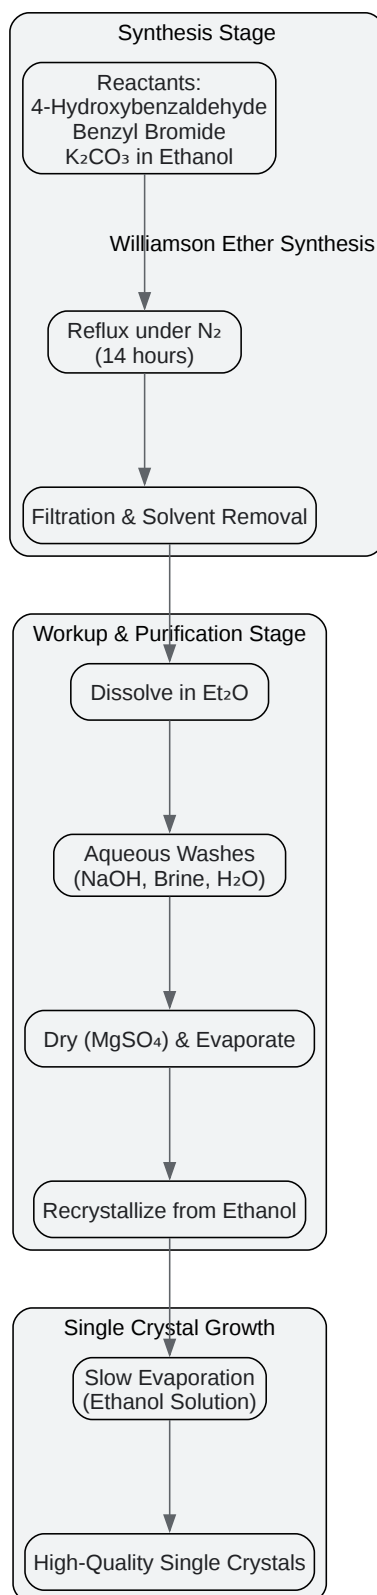 Synthesis Stage
Reactants:
4-Hydroxybenzaldehyde
Benzyl Bromide
K₂CO₃ in Ethanol
Williamson Ether Synthesis
Reflux under N₂
(14 hours)
Filtration & Solvent Removal
Workup & Purification Stage
Dissolve in Et₂O
Aqueous Washes
(NaOH, Brine, H₂O)
Dry (MgSO₄) & Evaporate
Recrystallize from Ethanol
Single Crystal Growth
Slow Evaporation
(Ethanol Solution)
High-Quality Single Crystals